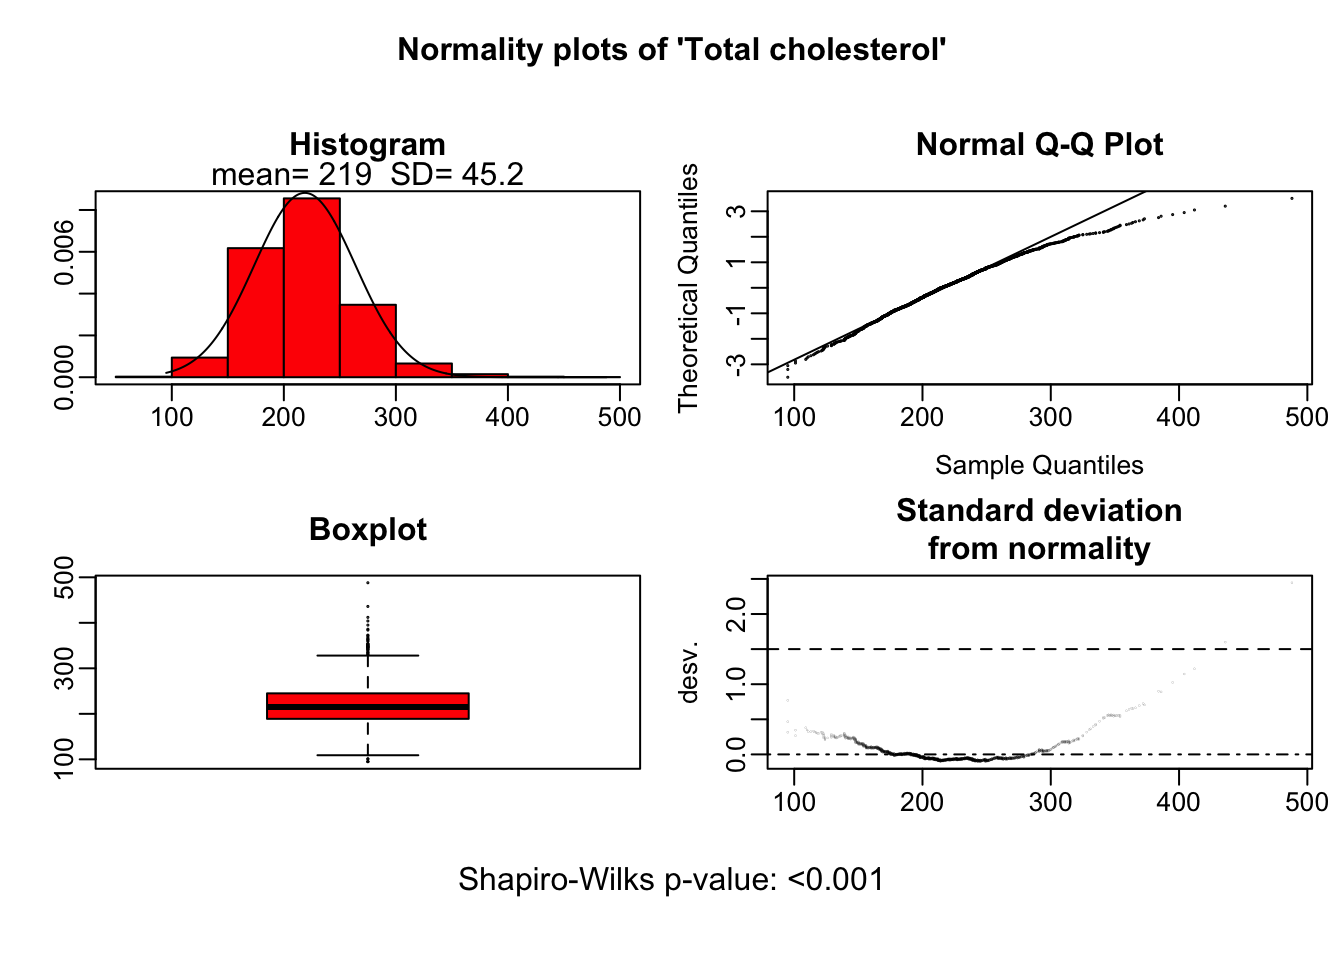 Normality plots of 'Total cholesterol'
Histogram
mean= 219  SD= 45.2
0.000 0.006
100 200 300 400 500
Normal Q-Q Plot
Theoretical Quantiles
-3 -1 1 3
100 200 300 400 500
Sample Quantiles
Boxplot
100 300 500
Standard deviation
from normality
desv.
0.0 1.0 2.0
100 200 300 400 500
Shapiro-Wilks p-value: <0.001